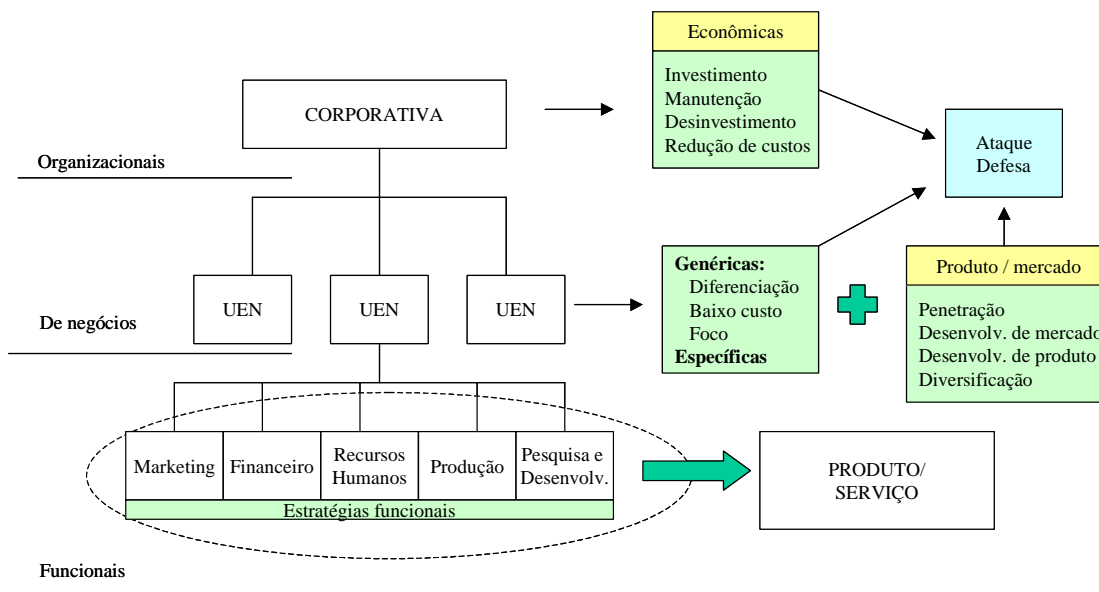 Econômicas
Investimento
Manutenção
Desinvestimento
Redução de custos
CORPORATIVA
Ataque
Defesa
Organizacionais
UEN
UEN
UEN
De negócios
Genéricas:
Diferenciação
Baixo custo
Foco
Específicas
Produto / mercado
Penetração
Desenvolv. de mercado
Desenvolv. de produto
Diversificação
Marketing
Financeiro
Recursos
Humanos
Produção
Pesquisa e
Desenvolv.
Estratégias funcionais
PRODUTO/
SERVIÇO
Funcionais